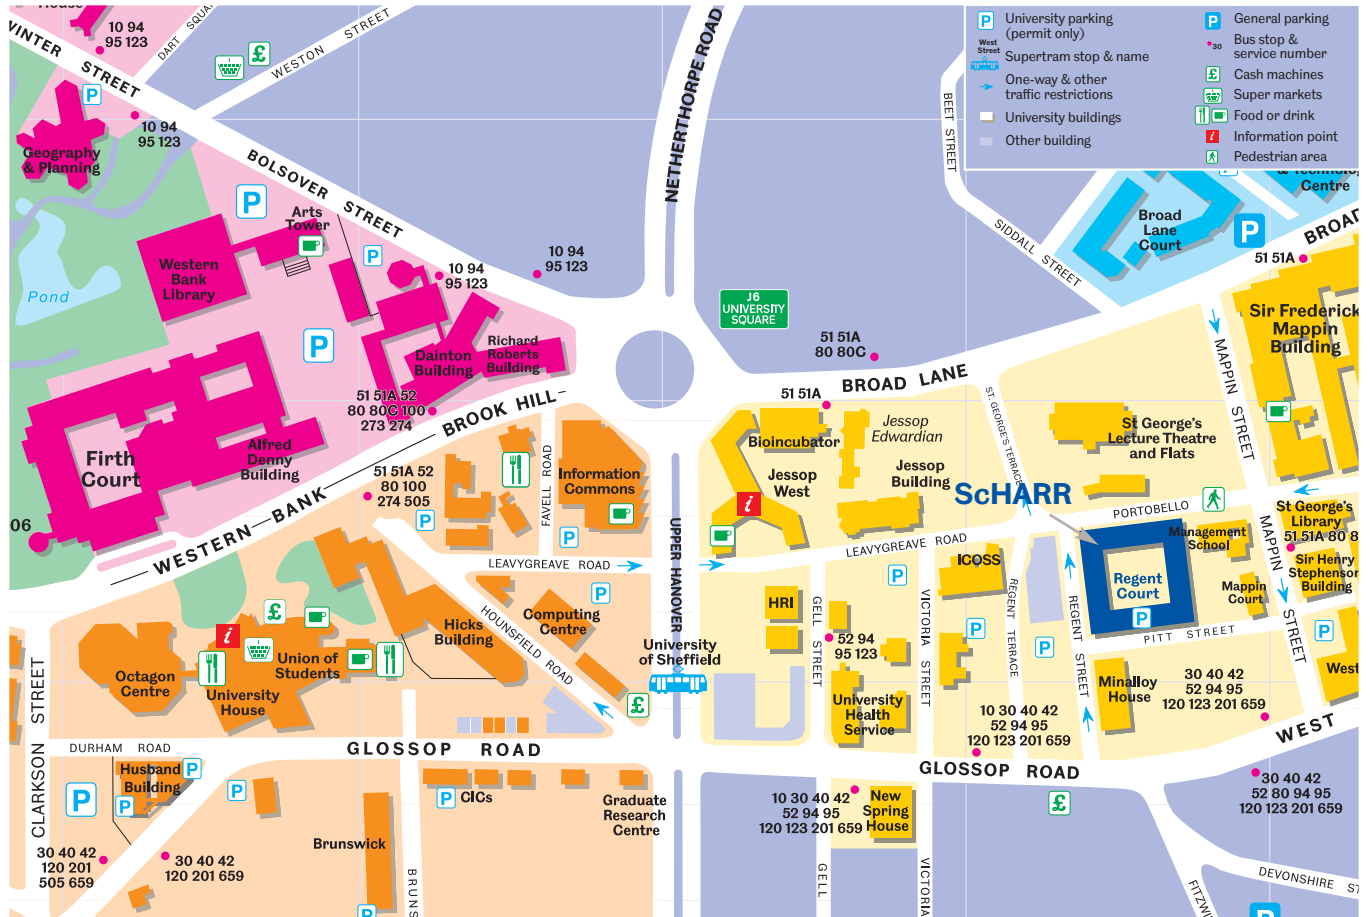 House
10 94
95 123
DART SQUARE
WESTON STREET
£
WINTER STREET
P
10 94
95 123
Geography
& Planning
BOLSOVER STREET
P
Arts
Tower
P
Western
Bank
Library
Pond
10 94
95 123
10 94
95 123
NETHERTHORPE ROAD
P
University parking
(permit only)
West
Street
Supertram stop & name
One-way & other
traffic restrictions
University buildings
Other building
P
General parking
30
Bus stop &
service number
£
Cash machines
Super markets
Food or drink
i
Information point
Pedestrian area
BEET STREET
SIDDALL STREET
& Technology
Centre
Broad
Lane
Court
P
P
BROAD
51 51A
J6
UNIVERSITY
SQUARE
P
Dainton
Building
Richard
Roberts
Building
51 51A 52
80 80C 100
273 274
BROOK HILL
Firth
Court
Alfred
Denny
Building
51 51A 52
80 100
274 505
06
WESTERN BANK
51 51A
80 80C
51 51A
BROAD LANE
MAPPIN STREET
Sir Frederick
Mappin
Building
Bioincubator
Jessop
Edwardian
Jessop
West
Jessop
Building
ST. GEORGE'S TERRACE
St George's
Lecture Theatre
and Flats
ScHARR
PORTOBELLO
FAVELL ROAD
Information
Commons
P
P
i
UPPER HANOVER
LEAVYGREAVE ROAD
LEAVYGREAVE ROAD
St George's
Library
51 51A 80 8
Management
School
MAPPIN STREET
Sir Henry
Stephenson
Building
Mappin
Court
Regent
Court
P
PITT STREET
P
West
ICOSS
P
HRI
GELL STREET
VICTORIA STREET
REGENT TERRACE
REGENT STREET
P
P
52 94
95 123
HOUNSFIELD ROAD
Computing
Centre
P
Hicks
Building
University
of Sheffield
£
£
i
Octagon
Centre
University
House
Union of
Students
CLARKSON STREET
University
Health
Service
10 30 40 42
52 94 95
120 123 201 659
Minalloy
House
30 40 42
52 94 95
120 123 201 659
WEST
DURHAM ROAD
GLOSSOP ROAD
GLOSSOP ROAD
Husband
Building
P
P
P
P
P
CICs
Graduate
Research
Centre
Brunswick
BRUNS
P
30 40 42
120 201
505 659
30 40 42
120 201 659
10 30 40 42
52 94 95
120 123 201 659
New
Spring
House
GELL
VICTORIA
£
30 40 42
52 80 94 95
120 123 201 659
DEVONSHIRE ST
FITZWI
P